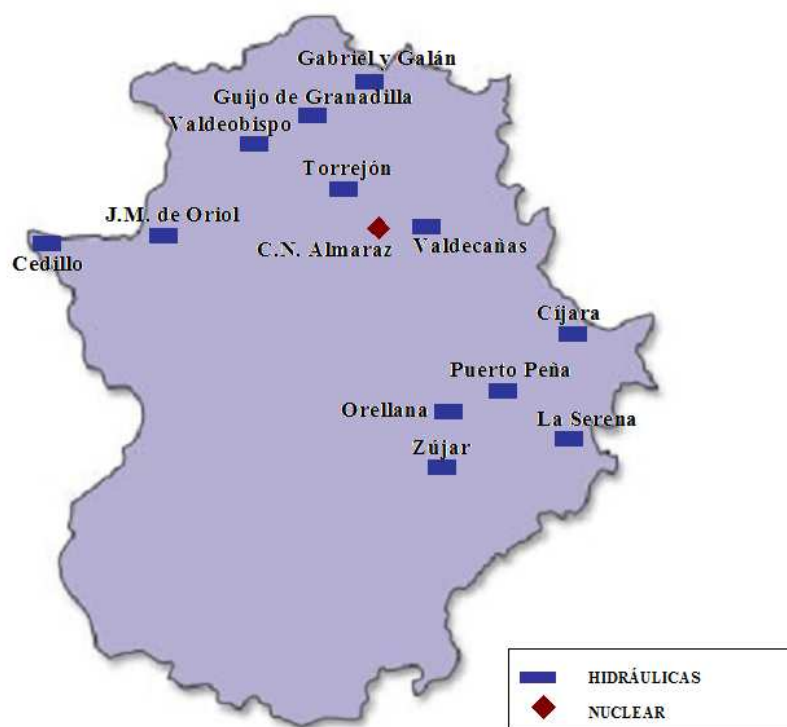 Gabriel y Galán
Guijo de Granadilla
Valdeobispo
Torrejón
J.M. de Oriol
Cedillo
C.N. Almaraz
Valdecañas
Cíjara
Puerto Peña
Orellana
La Serena
Zújar
HIDRÁULICAS
NUCLEAR